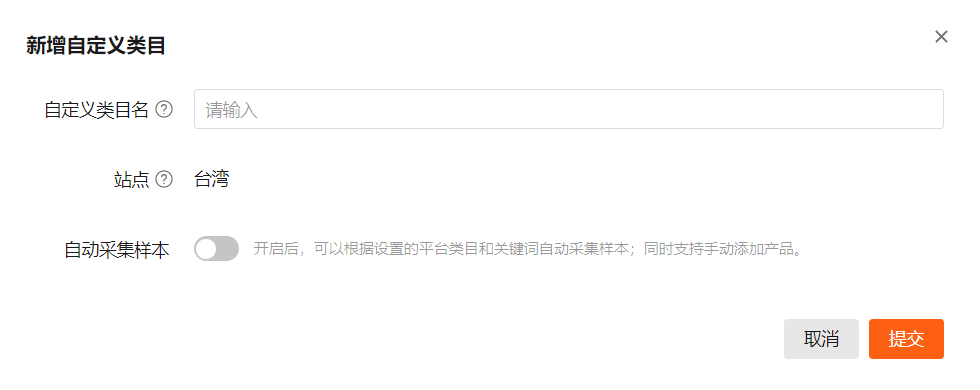 新增自定义类目
自定义类目名
请输入
站点
台湾
自动采集样本
开启后，可以根据设置的平台类目和关键词自动采集样本；同时支持手动添加产品。
取消
提交